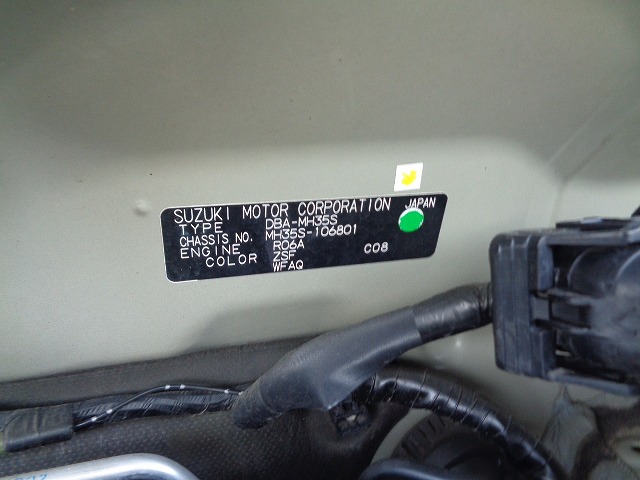 SUZUKI MOTOR CORPORATION JAPAN
TYPE DBA-MH35S
CHASSIS NO. MH35S-106801
ENGINE R06A
COLOR ZSF C08
WFAQ